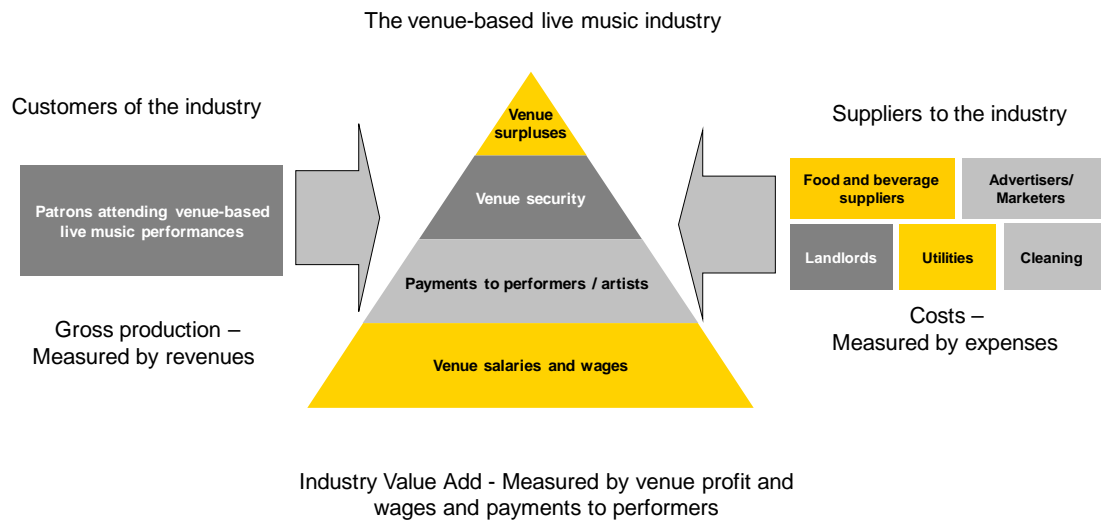 The venue-based live music industry
Customers of the industry
Patrons attending venue-based
live music performances
Gross production –
Measured by revenues
Venue
surpluses
Venue security
Payments to performers / artists
Venue salaries and wages
Suppliers to the industry
Food and beverage
suppliers
Advertisers/
Marketers
Landlords
Utilities
Cleaning
Costs –
Measured by expenses
Industry Value Add - Measured by venue profit and
wages and payments to performers